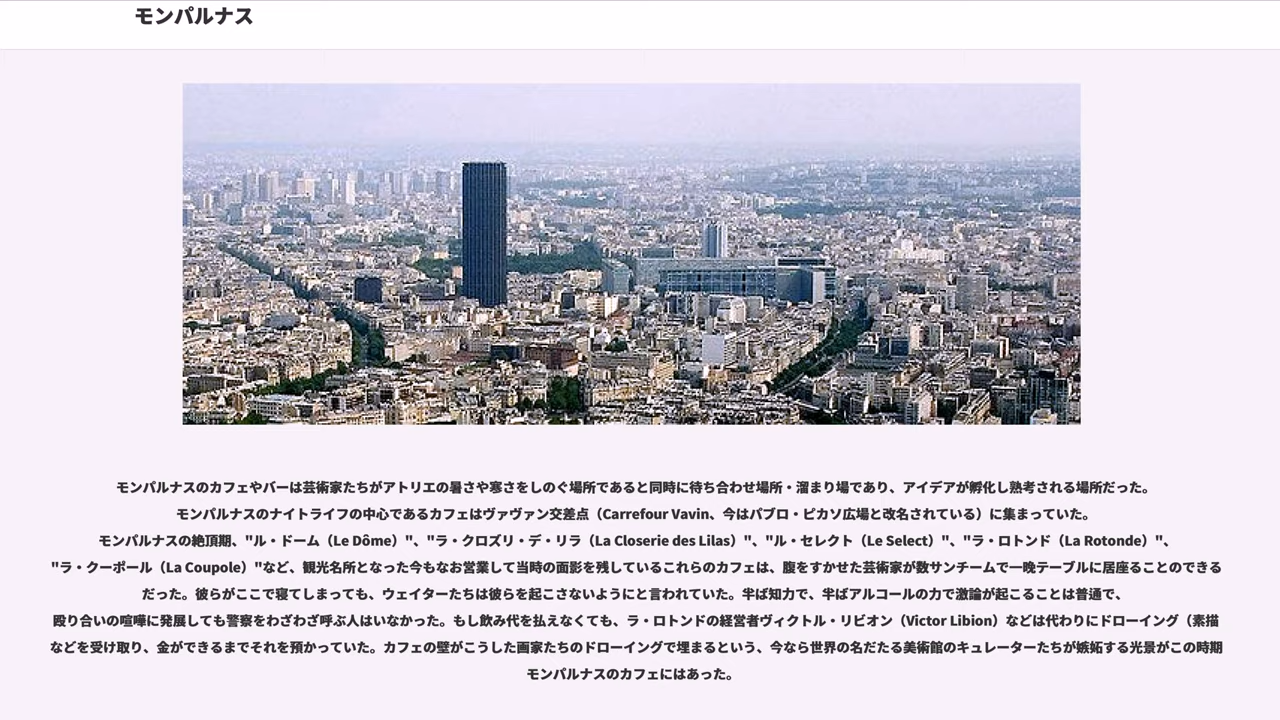 モンパルナス
モンパルナスのカフェやバーは芸術家たちがアトリエの暑さや寒さをしのぐ場所であると同時に待ち合わせ場所・溜まり場であり、アイデアが孵化し熟考される場所だった。
モンパルナスのナイトライフの中心であるカフェはヴァヴァン交差点（Carrefour Vavin、今はパブロ・ピカソ広場と改名されている）に集まっていた。
モンパルナスの絶頂期、"ル・ドーム（Le Dôme）"、"ラ・クロズリ・デ・リラ（La Closerie des Lilas）"、"ル・セレクト（Le Select）"、"ラ・ロトンド（La Rotonde）"、
"ラ・クーポール（La Coupole）"など、観光名所となった今もなお営業して当時の面影を残しているこれらのカフェは、腹をすかせた芸術家が数サンチームで一晩テーブルに居座ることのできる
だった。彼らがここで寝てしまっても、ウェイターたちは彼らを起こさないようにと言われていた。半ば知力で、半ばアルコールの力で激論が起こることは普通で、
殴り合いの喧嘩に発展しても警察をわざわざ呼ぶ人はいなかった。もし飲み代を払えなくても、ラ・ロトンドの経営者ヴィクトル・リビオン（Victor Libion）などは代わりにドローイング（素描
などを受け取り、金ができるまでそれを預かっていた。カフェの壁がこうした画家たちのドローイングで埋まるという、今なら世界の名だたる美術館のキュレーターたちが嫉妬する光景がこの時期
モンパルナスのカフェにはあった。